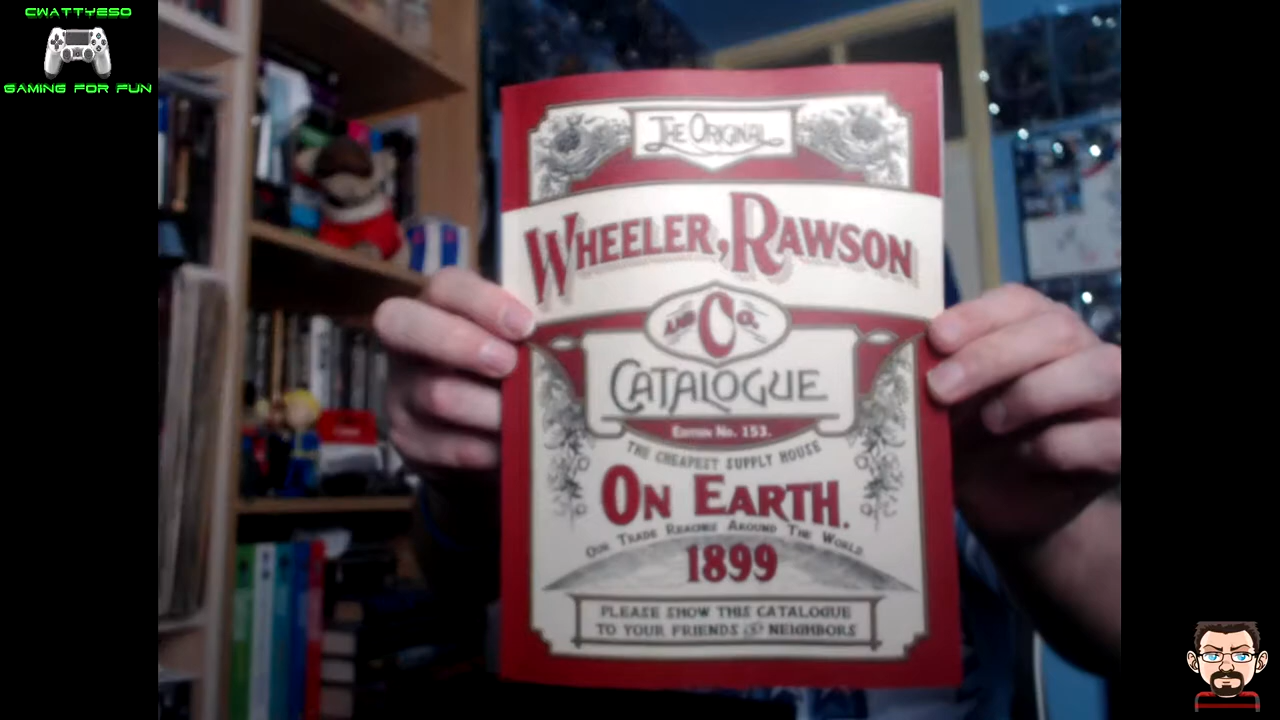 CWATTYESO
GAMING FOR FUN
THE ORIGINAL
WHEELER, RAWSON
AND CO.
CATALOGUE
EDITION NO. 153.
THE CHEAPEST SUPPLY HOUSE
ON EARTH.
OUR TRADE REACHES AROUND THE WORLD
1899
PLEASE SHOW THIS CATALOGUE
TO YOUR FRIENDS & NEIGHBORS